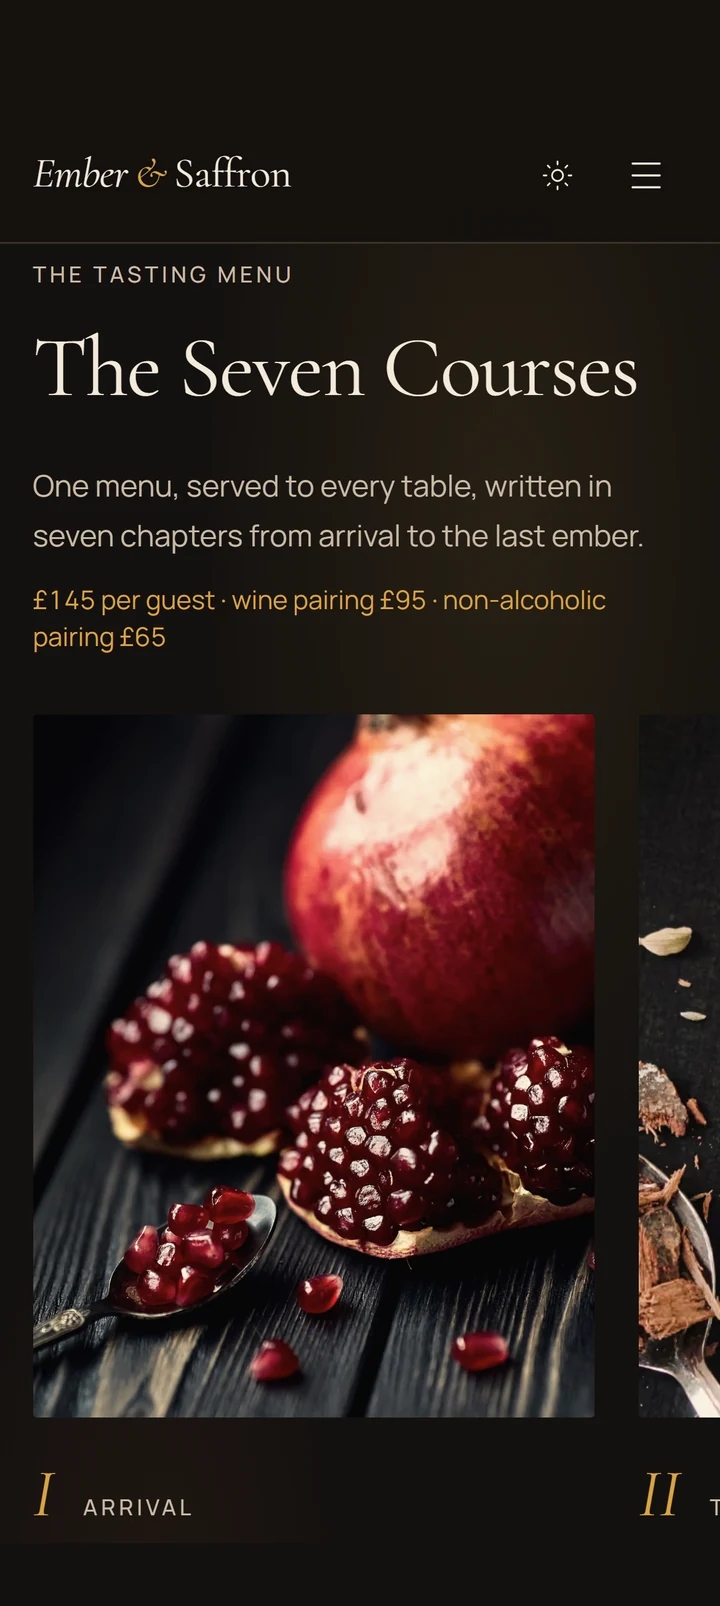 Ember & Saffron
THE TASTING MENU
The Seven Courses
One menu, served to every table, written in
seven chapters from arrival to the last ember.
£145 per guest · wine pairing £95 · non-alcoholic
pairing £65
I ARRIVAL
II